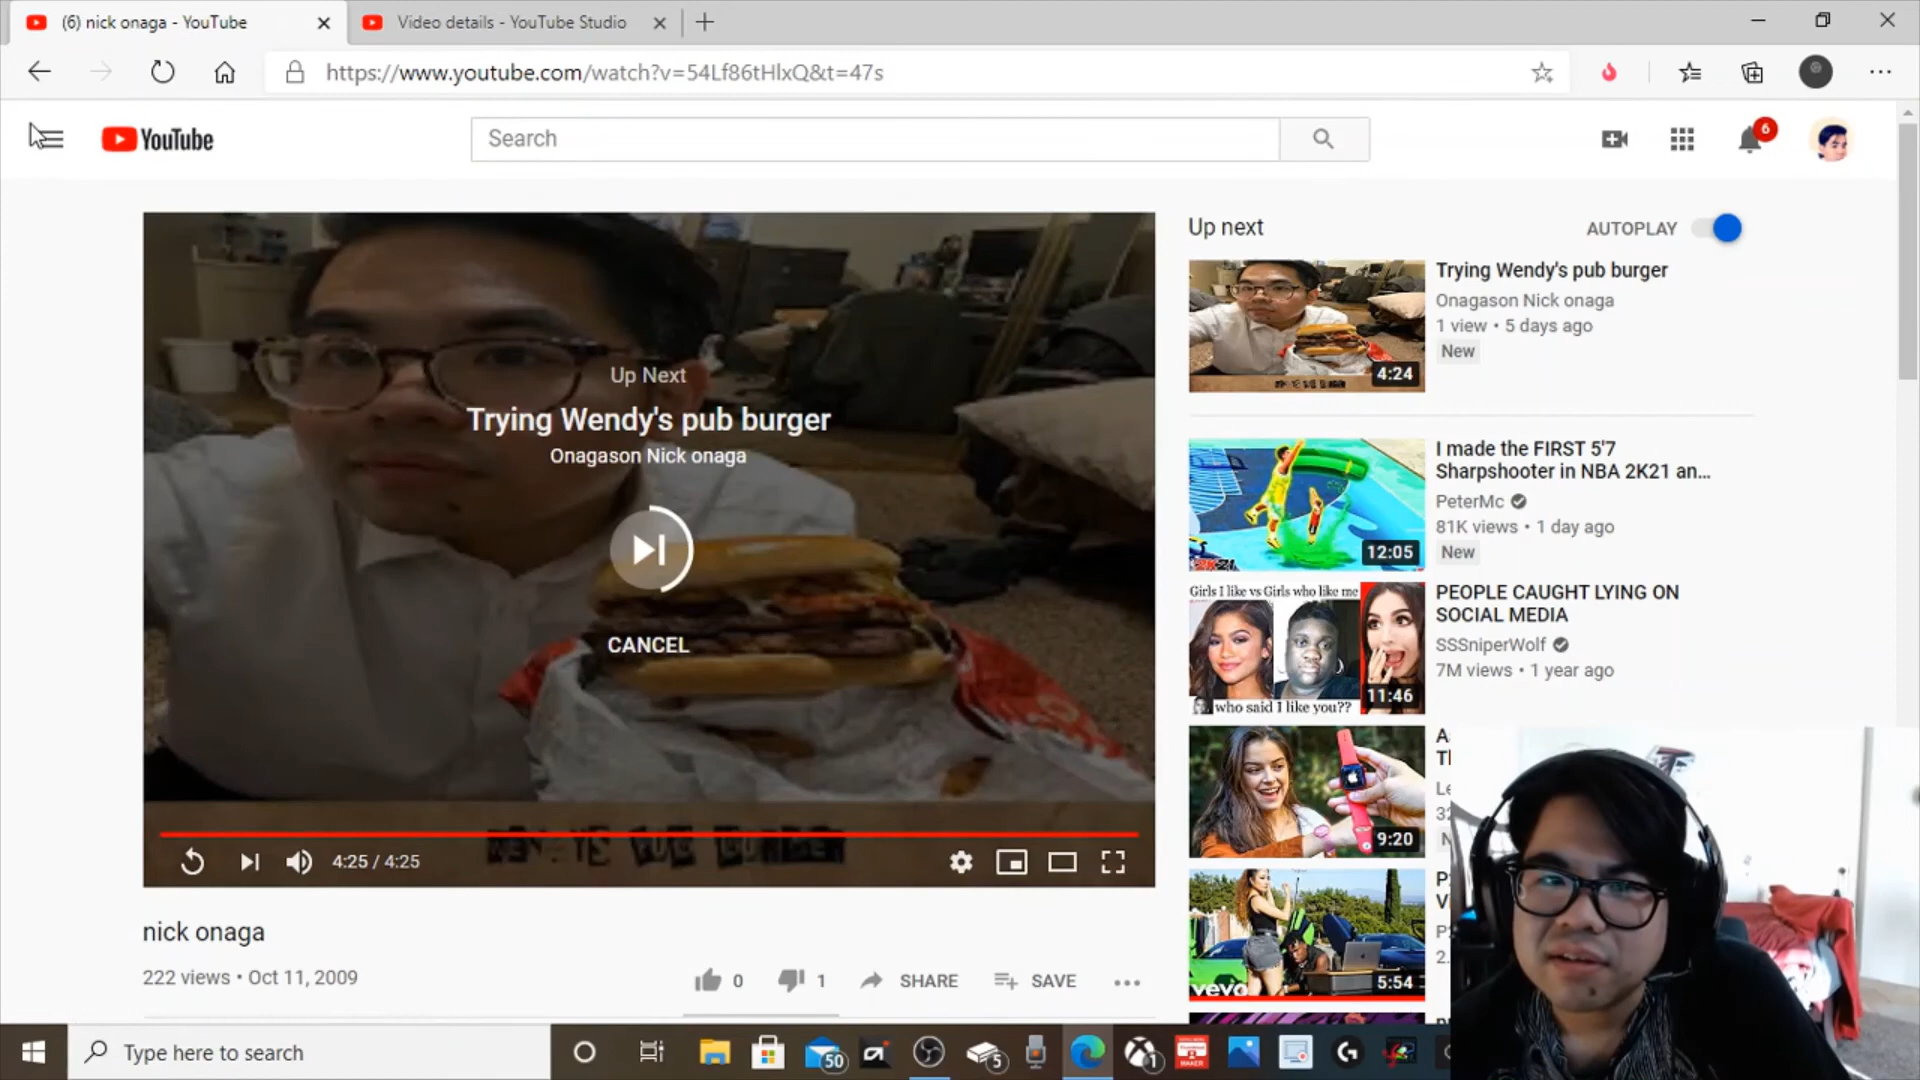 (6) nick onaga - YouTube
Video details - YouTube Studio
https://www.youtube.com/watch?v=54Lf86tHlxQ&t=47s
YouTube
Search
6
Up Next
Trying Wendy's pub burger
Onagason Nick onaga
CANCEL
4:25 / 4:25
nick onaga
222 views • Oct 11, 2009
0
1
SHARE
SAVE
Up next
AUTOPLAY
4:24
Trying Wendy's pub burger
Onagason Nick onaga
1 view • 5 days ago
New
12:05
I made the FIRST 5'7
Sharpshooter in NBA 2K21 an...
PeterMc
81K views • 1 day ago
New
Girls I like vs Girls who like me
who said I like you??
11:46
PEOPLE CAUGHT LYING ON
SOCIAL MEDIA
SSSniperWolf
7M views • 1 year ago
9:20
vevo
5:54
Type here to search
50
5
1